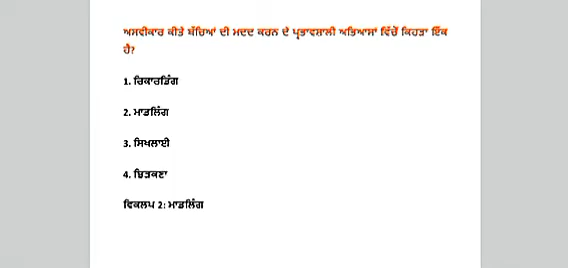 ਅਸਵੀਕਾਰ ਕੀਤੇ ਬੱਚਿਆਂ ਦੀ ਮਦਦ ਕਰਨ ਦੇ ਪ੍ਰਭਾਵਸ਼ਾਲੀ ਅਭਿਆਸਾਂ ਵਿੱਚੋਂ ਕਿਹੜਾ ਇੱਕ
ਹੈ?
1. ਰਿਕਾਰਡਿੰਗ
2. ਮਾਡਲਿੰਗ
3. ਸਿਖਲਾਈ
4. ਝਿੜਕਣਾ
ਵਿਕਲਪ 2: ਮਾਡਲਿੰਗ